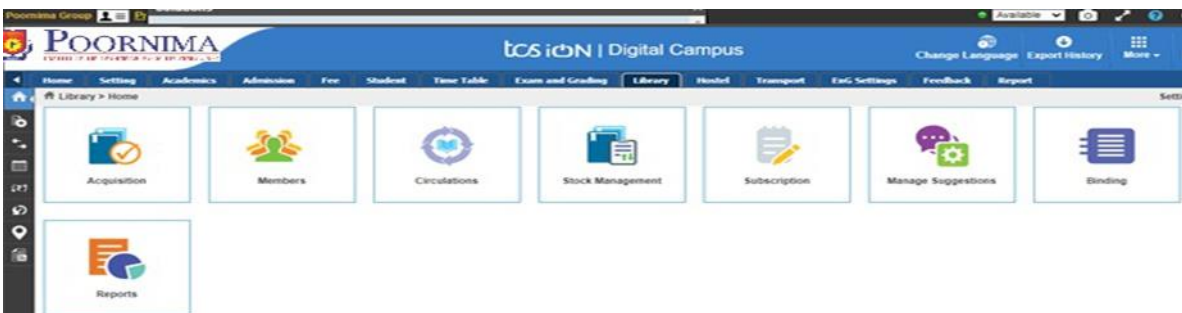 Poornima Group
Available
POORNIMA
tcs iON | Digital Campus
Change Language Export History More
Home Setting Academics Admission Fee Student Time Table Exam and Grading Library Hostel Transport EnG Settings Feedback Report
Library > Home
Acquisition Members Circulations Stock Management Subscription Manage Suggestions Binding
Reports